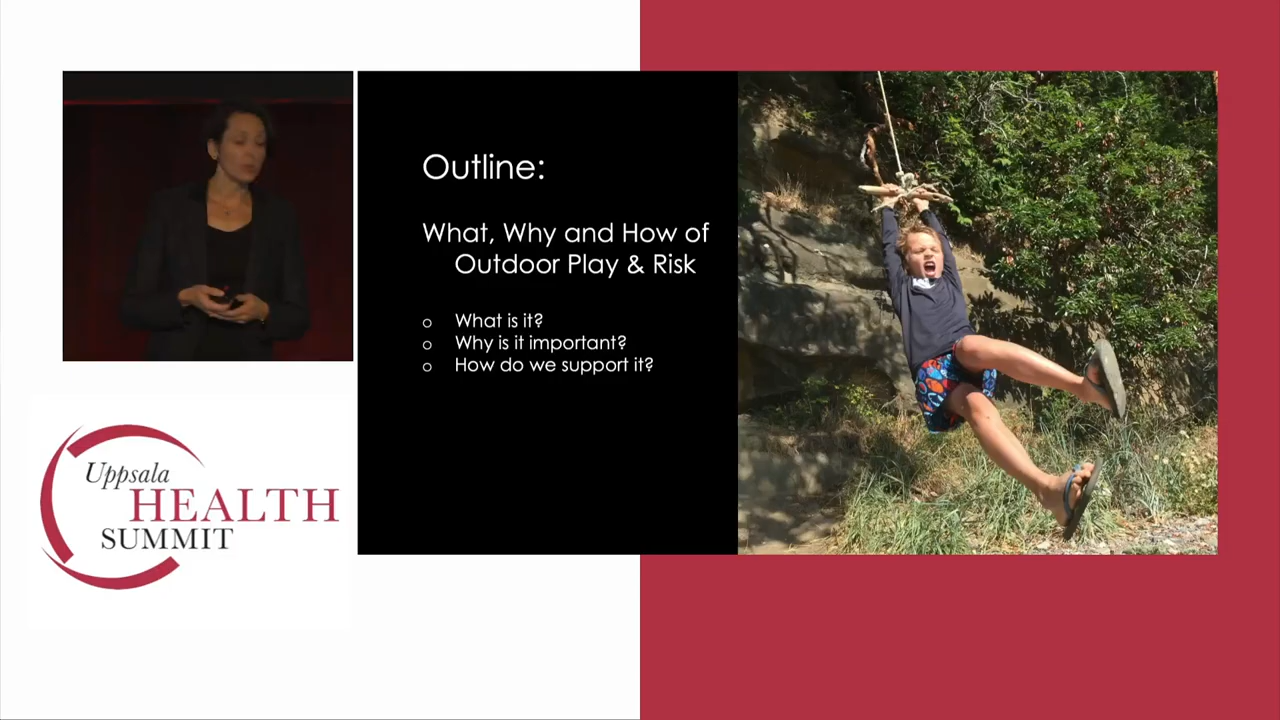 Outline:
What, Why and How of
Outdoor Play & Risk
o What is it?
o Why is it important?
o How do we support it?
Uppsala
HEALTH
SUMMIT